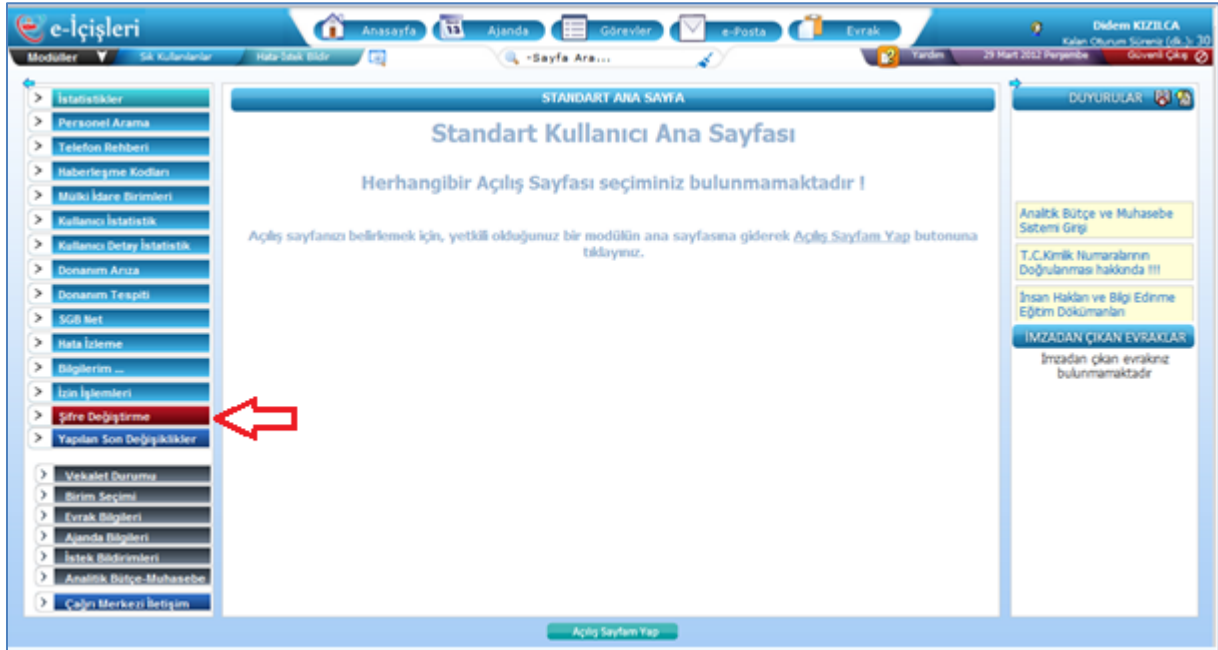 e-İçişleri
Anasayfa
Ajanda
Görevler
e-Posta
Evrak
Didem KIZILCA
Kalan Oturum Süreniz (dk.): 30
Modüller
Sık Kullanılanlar
Hata-İstek Bildir
-Sayfa Ara...
Yardım
29 Mart 2012 Perşembe
Güvenli Çıkış
İstatistikler
Personel Arama
Telefon Rehberi
Haberleşme Kodları
Mülki İdare Birimleri
Kullanıcı İstatistik
Kullanıcı Detay İstatistik
Donanım Arıza
Donanım Tespiti
SGB Net
Hata İzleme
Bilgilerim ...
İzin İşlemleri
Şifre Değiştirme
Yapılan Son Değişiklikler
Vekalet Durumu
Birim Seçimi
Evrak Bilgileri
Ajanda Bilgileri
İstek Bildirimleri
Analitik Bütçe-Muhasebe
Çağrı Merkezi İletişim
STANDART ANA SAYFA
Standart Kullanıcı Ana Sayfası
Herhangibir Açılış Sayfası seçiminiz bulunmamaktadır !
Açılış sayfanızı belirlemek için, yetkili olduğunuz bir modülün ana sayfasına giderek Açılış Sayfam Yap butonuna
tıklayınız.
Açılış Sayfam Yap
DUYURULAR
Analitik Bütçe ve Muhasebe
Sistemi Girişi
T.C.Kimlik Numaralarının
Doğrulanması hakkında !!!
İnsan Hakları ve Bilgi Edinme
Eğitim Dökümanları
İMZADAN ÇIKAN EVRAKLAR
İmzadan çıkan evrakınız
bulunmamaktadır